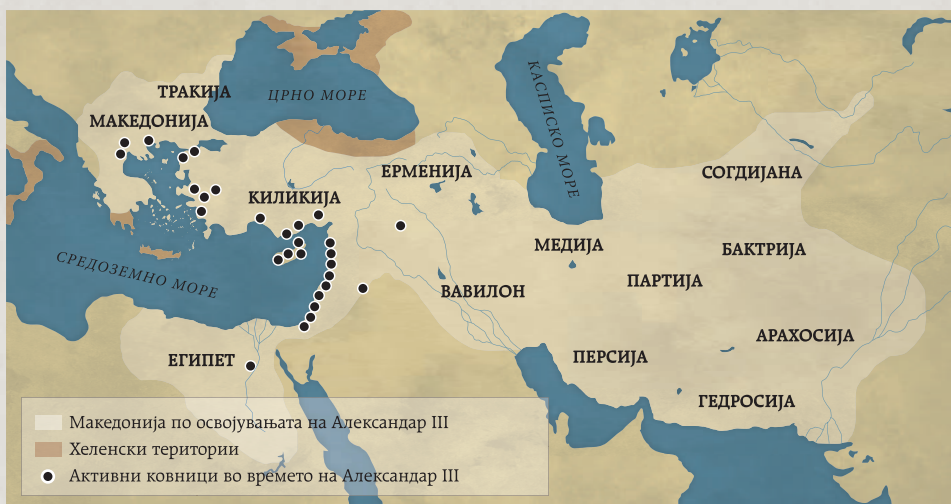 ТРАКИЈА
ЦРНО МОРЕ
МАКЕДОНИЈА
КАСПИСКО МОРЕ
ЕРМЕНИЈА
СОГДИЈАНА
КИЛИКИЈА
МЕДИЈА
БАКТРИЈА
СРЕДОЗЕМНО МОРЕ
ПАРТИЈА
ВАВИЛОН
АРАХОСИЈА
ЕГИПЕТ
ПЕРСИЈА
ГЕДРОСИЈА
Македонија по освојувањата на Александар III
Хеленски територии
Активни ковници во времето на Александар III